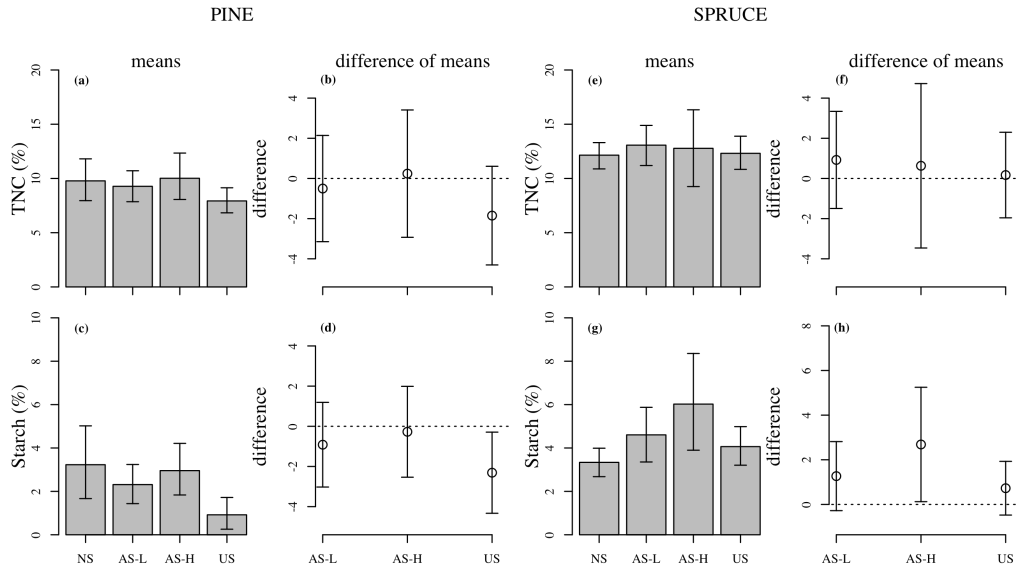 PINE SPRUCE
means difference of means means difference of means
(a) (b) (e) (f)
TNC (%) difference TNC (%) difference
20 15 10 5 0
4 2 0 -2 -4
20 15 10 5 0
4 2 0 -2 -4
(c) (d) (g) (h)
Starch (%) difference Starch (%) difference
10 8 6 4 2 0
4 2 0 -2 -4
10 8 6 4 2 0
8 6 4 2 0
NS AS-L AS-H US AS-L AS-H US NS AS-L AS-H US AS-L AS-H US